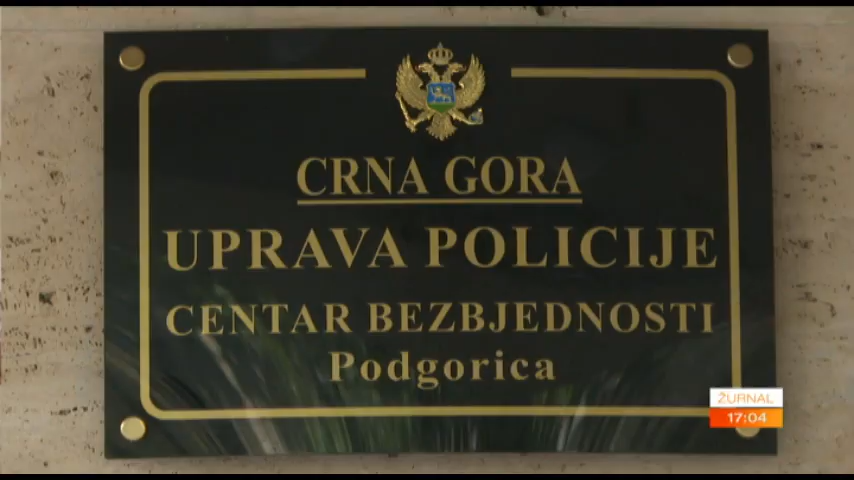 CRNA GORA
UPRAVA POLICIJE
CENTAR BEZBJEDNOSTI
Podgorica
ŽURNAL
17:04